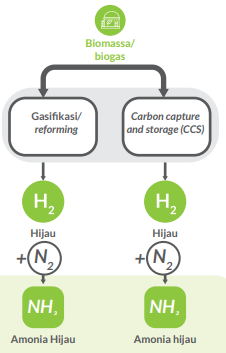 Biomassa/
biogas
Gasifikasi/
reforming
Carbon capture
and storage (CCS)
H₂
H₂
Hijau
Hijau
+N₂
+N₂
NH₃
NH₃
Amonia Hijau
Amonia hijau